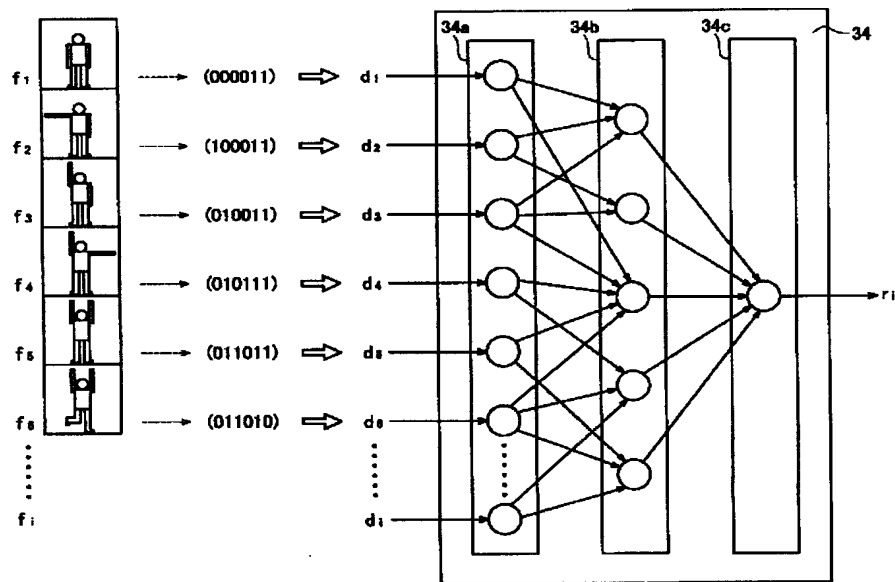 34a 34b 34c 34
f1 (000011) d1
f2 (100011) d2
f3 (010011) d3
f4 (010111) d4 ri
f5 (011011) d5
f6 (011010) d6
fi di